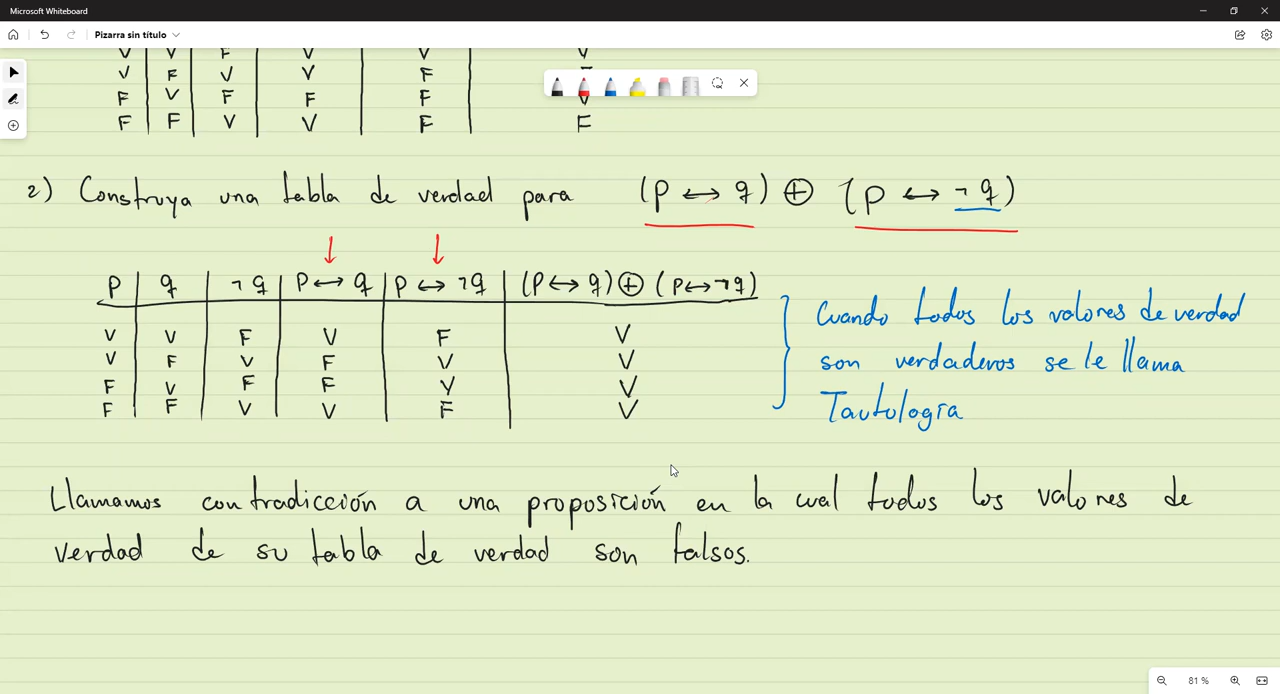 Microsoft Whiteboard
Pizarra sin título
V V F V V V
V F V V F
F V F F F V
F F V V F F
2) Construya una tabla de verdad para (p ↔ q) ⊕ (p ↔ ¬q)
p q ¬q p ↔ q p ↔ ¬q (p ↔ q) ⊕ (p ↔ ¬q)
V V F V F V
V F V F V V
F V F F V V
F F V V F V
Cuando todos los valores de verdad
son verdaderos se le llama
Tautología
Llamamos contradicción a una proposición en la cual todos los valores de
verdad de su tabla de verdad son falsos.
81 %